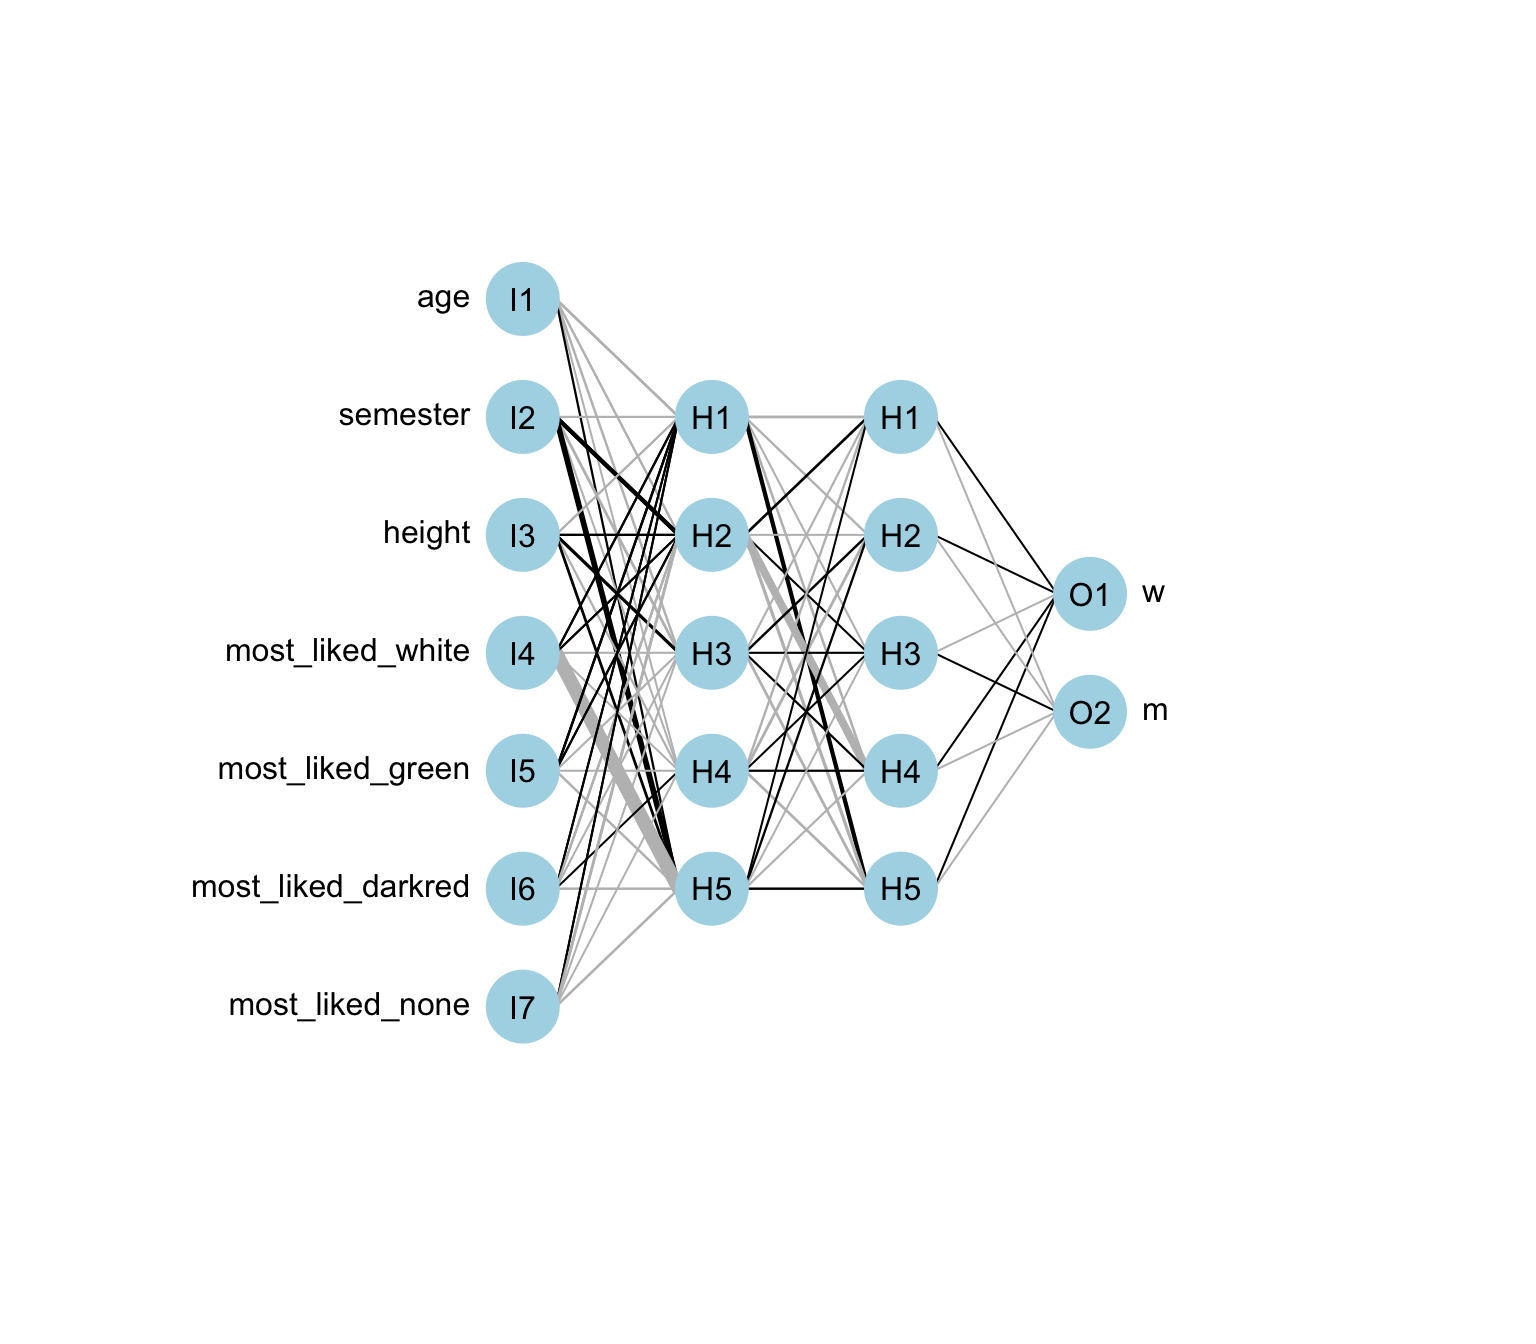 age I1
semester I2 H1 H1
height I3 H2 H2
O1 w
most_liked_white I4 H3 H3
O2 m
most_liked_green I5 H4 H4
most_liked_darkred I6 H5 H5
most_liked_none I7